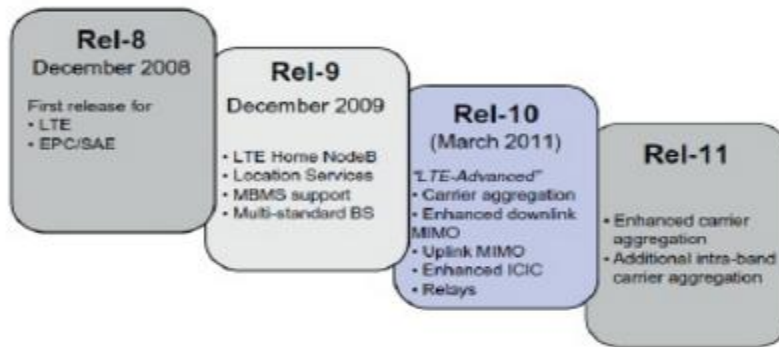 Rel-8
December 2008
First release for
• LTE
• EPC/SAE
Rel-9
December 2009
• LTE Home NodeB
• Location Services
• MBMS support
• Multi-standard BS
Rel-10
(March 2011)
"LTE-Advanced"
• Carrier aggregation
• Enhanced downlink
MIMO
• Uplink MIMO
• Enhanced ICIC
• Relays
Rel-11
• Enhanced carrier
aggregation
• Additional intra-band
carrier aggregation